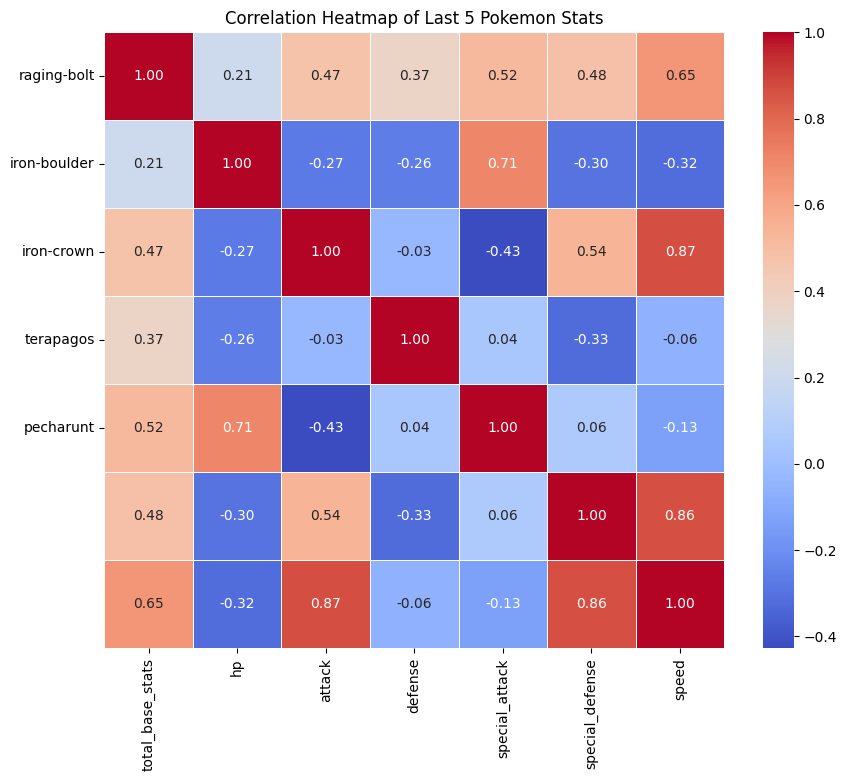 Correlation Heatmap of Last 5 Pokemon Stats
raging-bolt 1.00 0.21 0.47 0.37 0.52 0.48 0.65
iron-boulder 0.21 1.00 -0.27 -0.26 0.71 -0.30 -0.32
iron-crown 0.47 -0.27 1.00 -0.03 -0.43 0.54 0.87
terapagos 0.37 -0.26 -0.03 1.00 0.04 -0.33 -0.06
pecharunt 0.52 0.71 -0.43 0.04 1.00 0.06 -0.13
0.48 -0.30 0.54 -0.33 0.06 1.00 0.86
0.65 -0.32 0.87 -0.06 -0.13 0.86 1.00
total_base_stats
hp
attack
defense
special_attack
special_defense
speed
1.0
0.8
0.6
0.4
0.2
0.0
−0.2
−0.4